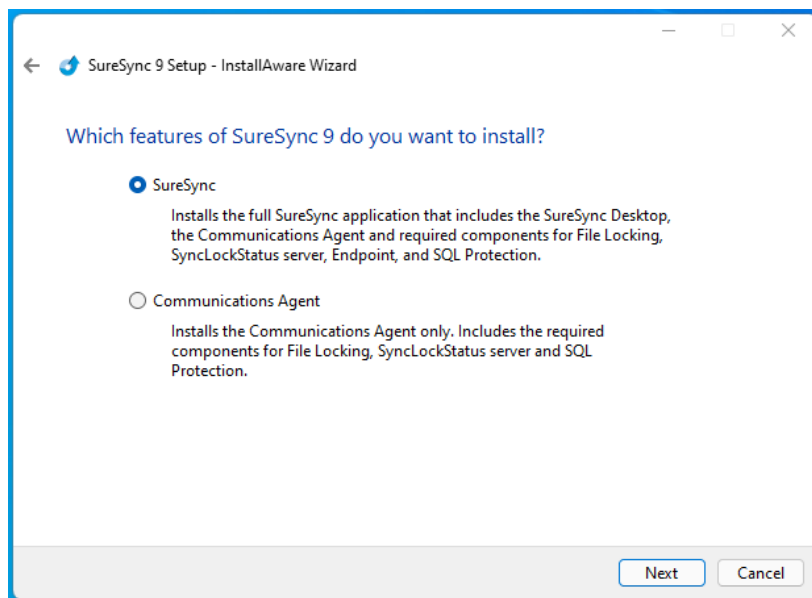 SureSync 9 Setup - InstallAware Wizard
Which features of SureSync 9 do you want to install?
SureSync
Installs the full SureSync application that includes the SureSync Desktop,
the Communications Agent and required components for File Locking,
SyncLockStatus server, Endpoint, and SQL Protection.
Communications Agent
Installs the Communications Agent only. Includes the required
components for File Locking, SyncLockStatus server and SQL
Protection.
Next
Cancel